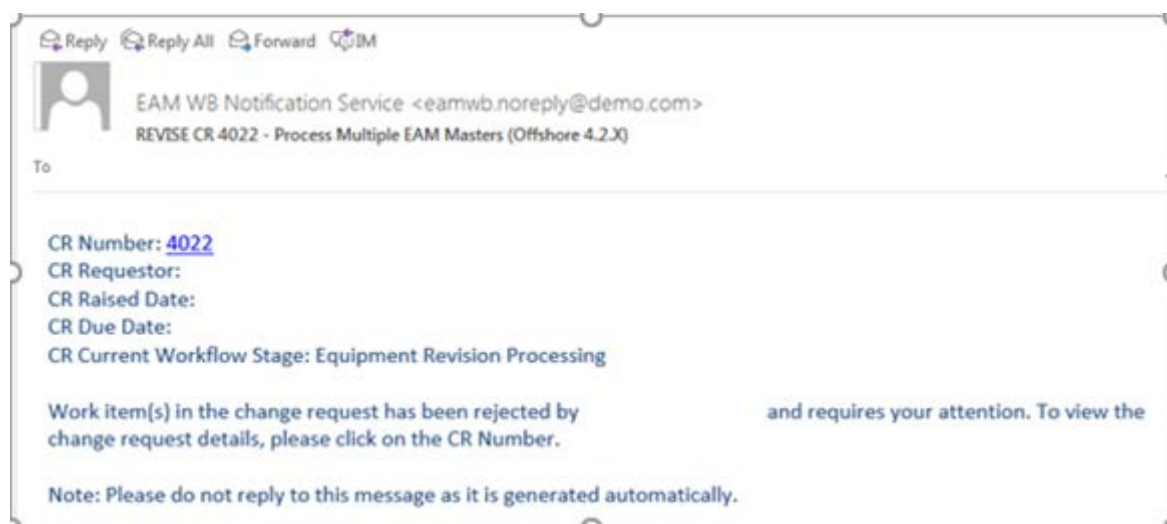 Reply Reply All Forward IM
EAM WB Notification Service <eamwb.noreply@demo.com>
REVISE CR 4022 - Process Multiple EAM Masters (Offshore 4.2.X)
To
CR Number: 4022
CR Requestor:
CR Raised Date:
CR Due Date:
CR Current Workflow Stage: Equipment Revision Processing
Work item(s) in the change request has been rejected by and requires your attention. To view the
change request details, please click on the CR Number.
Note: Please do not reply to this message as it is generated automatically.